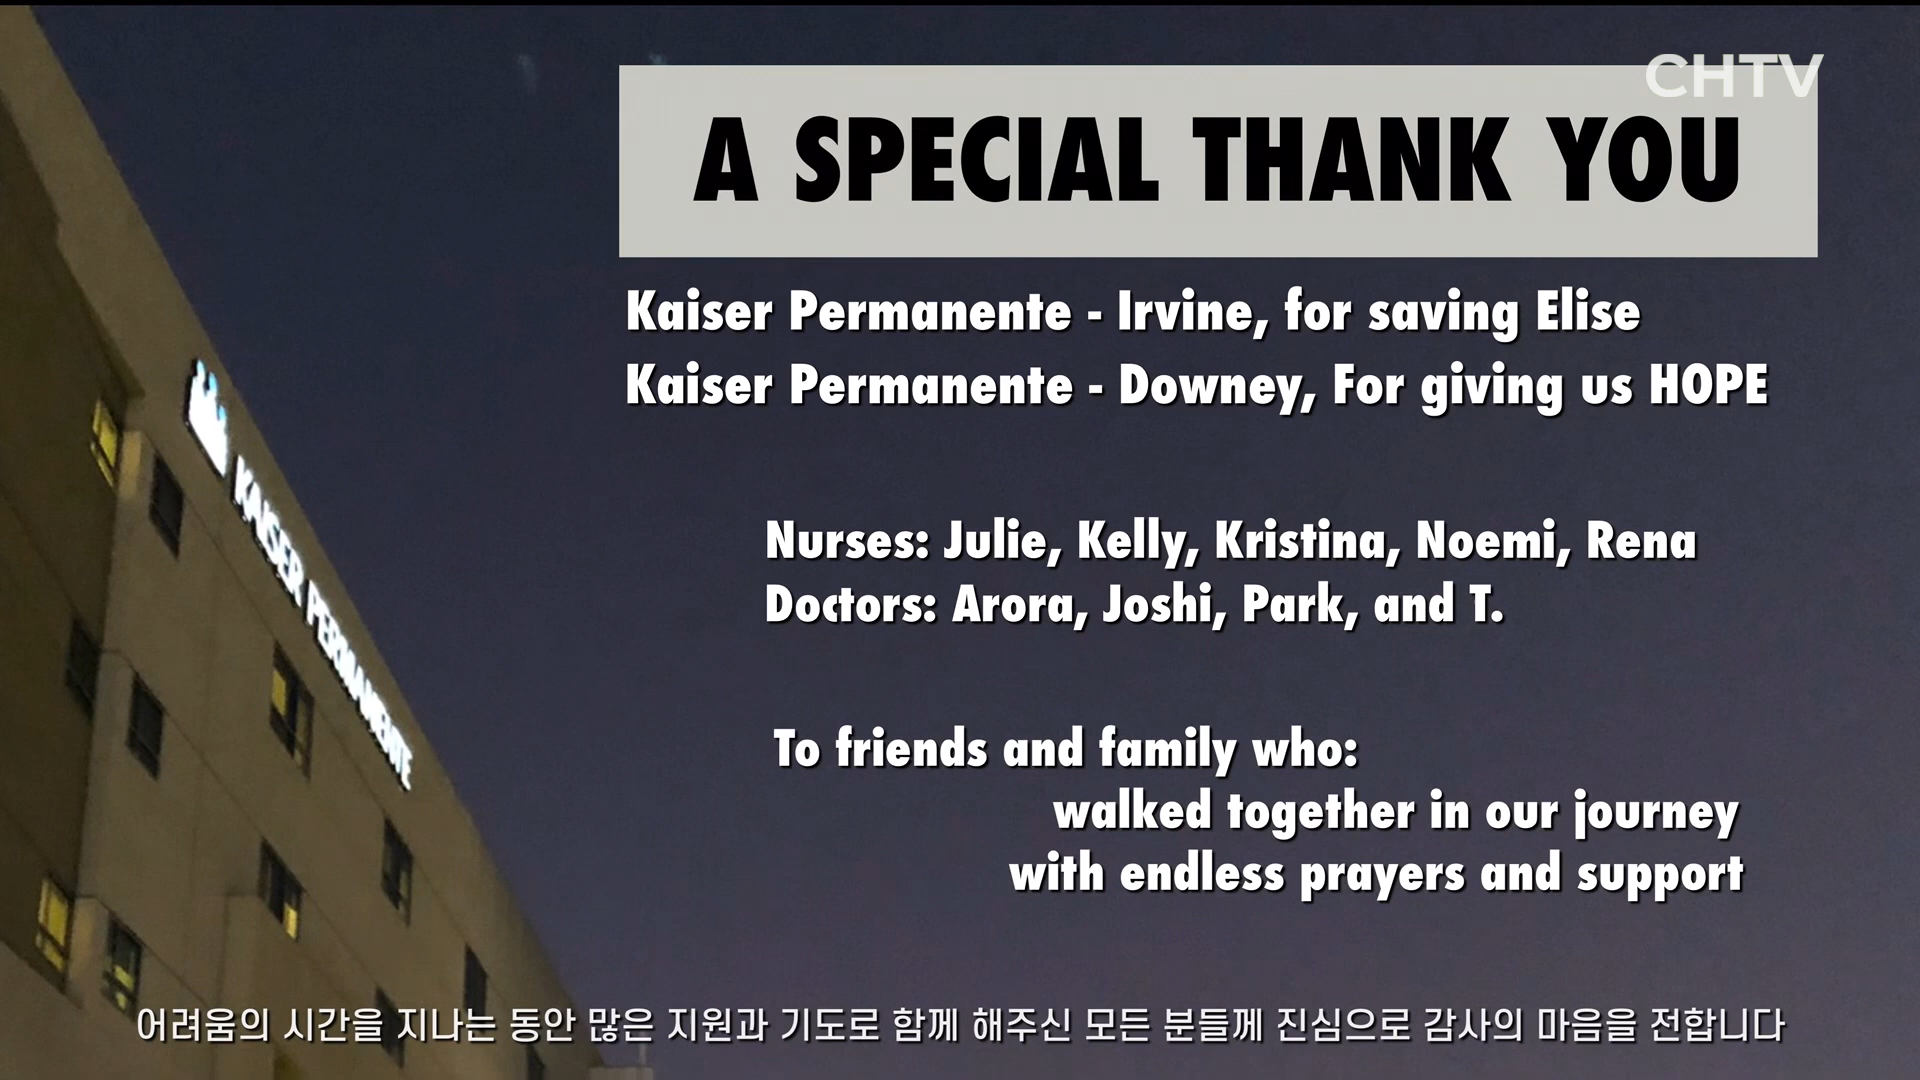 CHTV
A SPECIAL THANK YOU
Kaiser Permanente - Irvine, for saving Elise
Kaiser Permanente - Downey, For giving us HOPE
KAISER PERMANENTE
Nurses: Julie, Kelly, Kristina, Noemi, Rena
Doctors: Arora, Joshi, Park, and T.
To friends and family who:
walked together in our journey
with endless prayers and support
어려움의 시간을 지나는 동안 많은 지원과 기도로 함께 해주신 모든 분들께 진심으로 감사의 마음을 전합니다